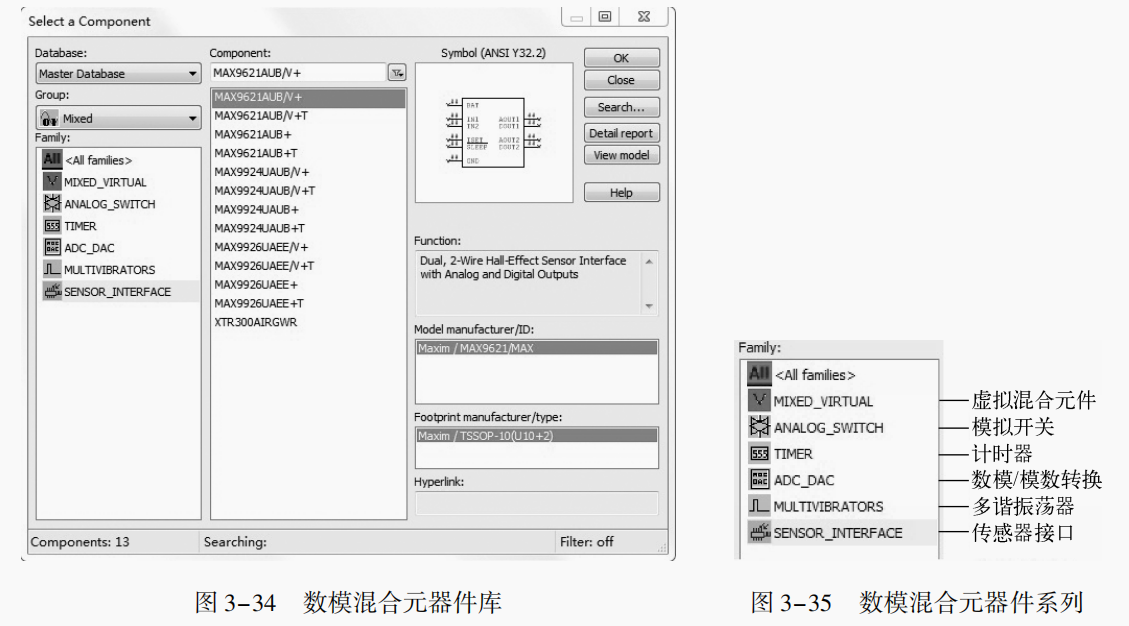 Select a Component
Database:
Master Database
Group:
Mixed
Family:
All <All families>
MIXED_VIRTUAL
ANALOG_SWITCH
555 TIMER
ADC_DAC
MULTIVIBRATORS
SENSOR_INTERFACE
Component:
MAX9621AUB/V+
MAX9621AUB/V+
MAX9621AUB/V+T
MAX9621AUB+
MAX9621AUB+T
MAX9924UAUB/V+
MAX9924UAUB/V+T
MAX9924UAUB+
MAX9924UAUB+T
MAX9926UAEE/V+
MAX9926UAEE/V+T
MAX9926UAEE+
MAX9926UAEE+T
XTR300AIRGWR
Symbol (ANSI Y32.2)
BAT
IN1 AOUT1
IN2 DOUT1
ISET AOUT2
SLEEP DOUT2
GND
Function:
Dual, 2-Wire Hall-Effect Sensor Interface
with Analog and Digital Outputs
Model manufacturer/ID:
Maxim / MAX9621/MAX
Footprint manufacturer/type:
Maxim / TSSOP-10(U10+2)
Hyperlink:
OK
Close
Search...
Detail report
View model
Help
Components: 13
Searching:
Filter: off
图 3-34 数模混合元器件库
Family:
All <All families>
MIXED_VIRTUAL 虚拟混合元件
ANALOG_SWITCH 模拟开关
555 TIMER 计时器
ADC_DAC 数模/模数转换
MULTIVIBRATORS 多谐振荡器
SENSOR_INTERFACE 传感器接口
图 3-35 数模混合元器件系列